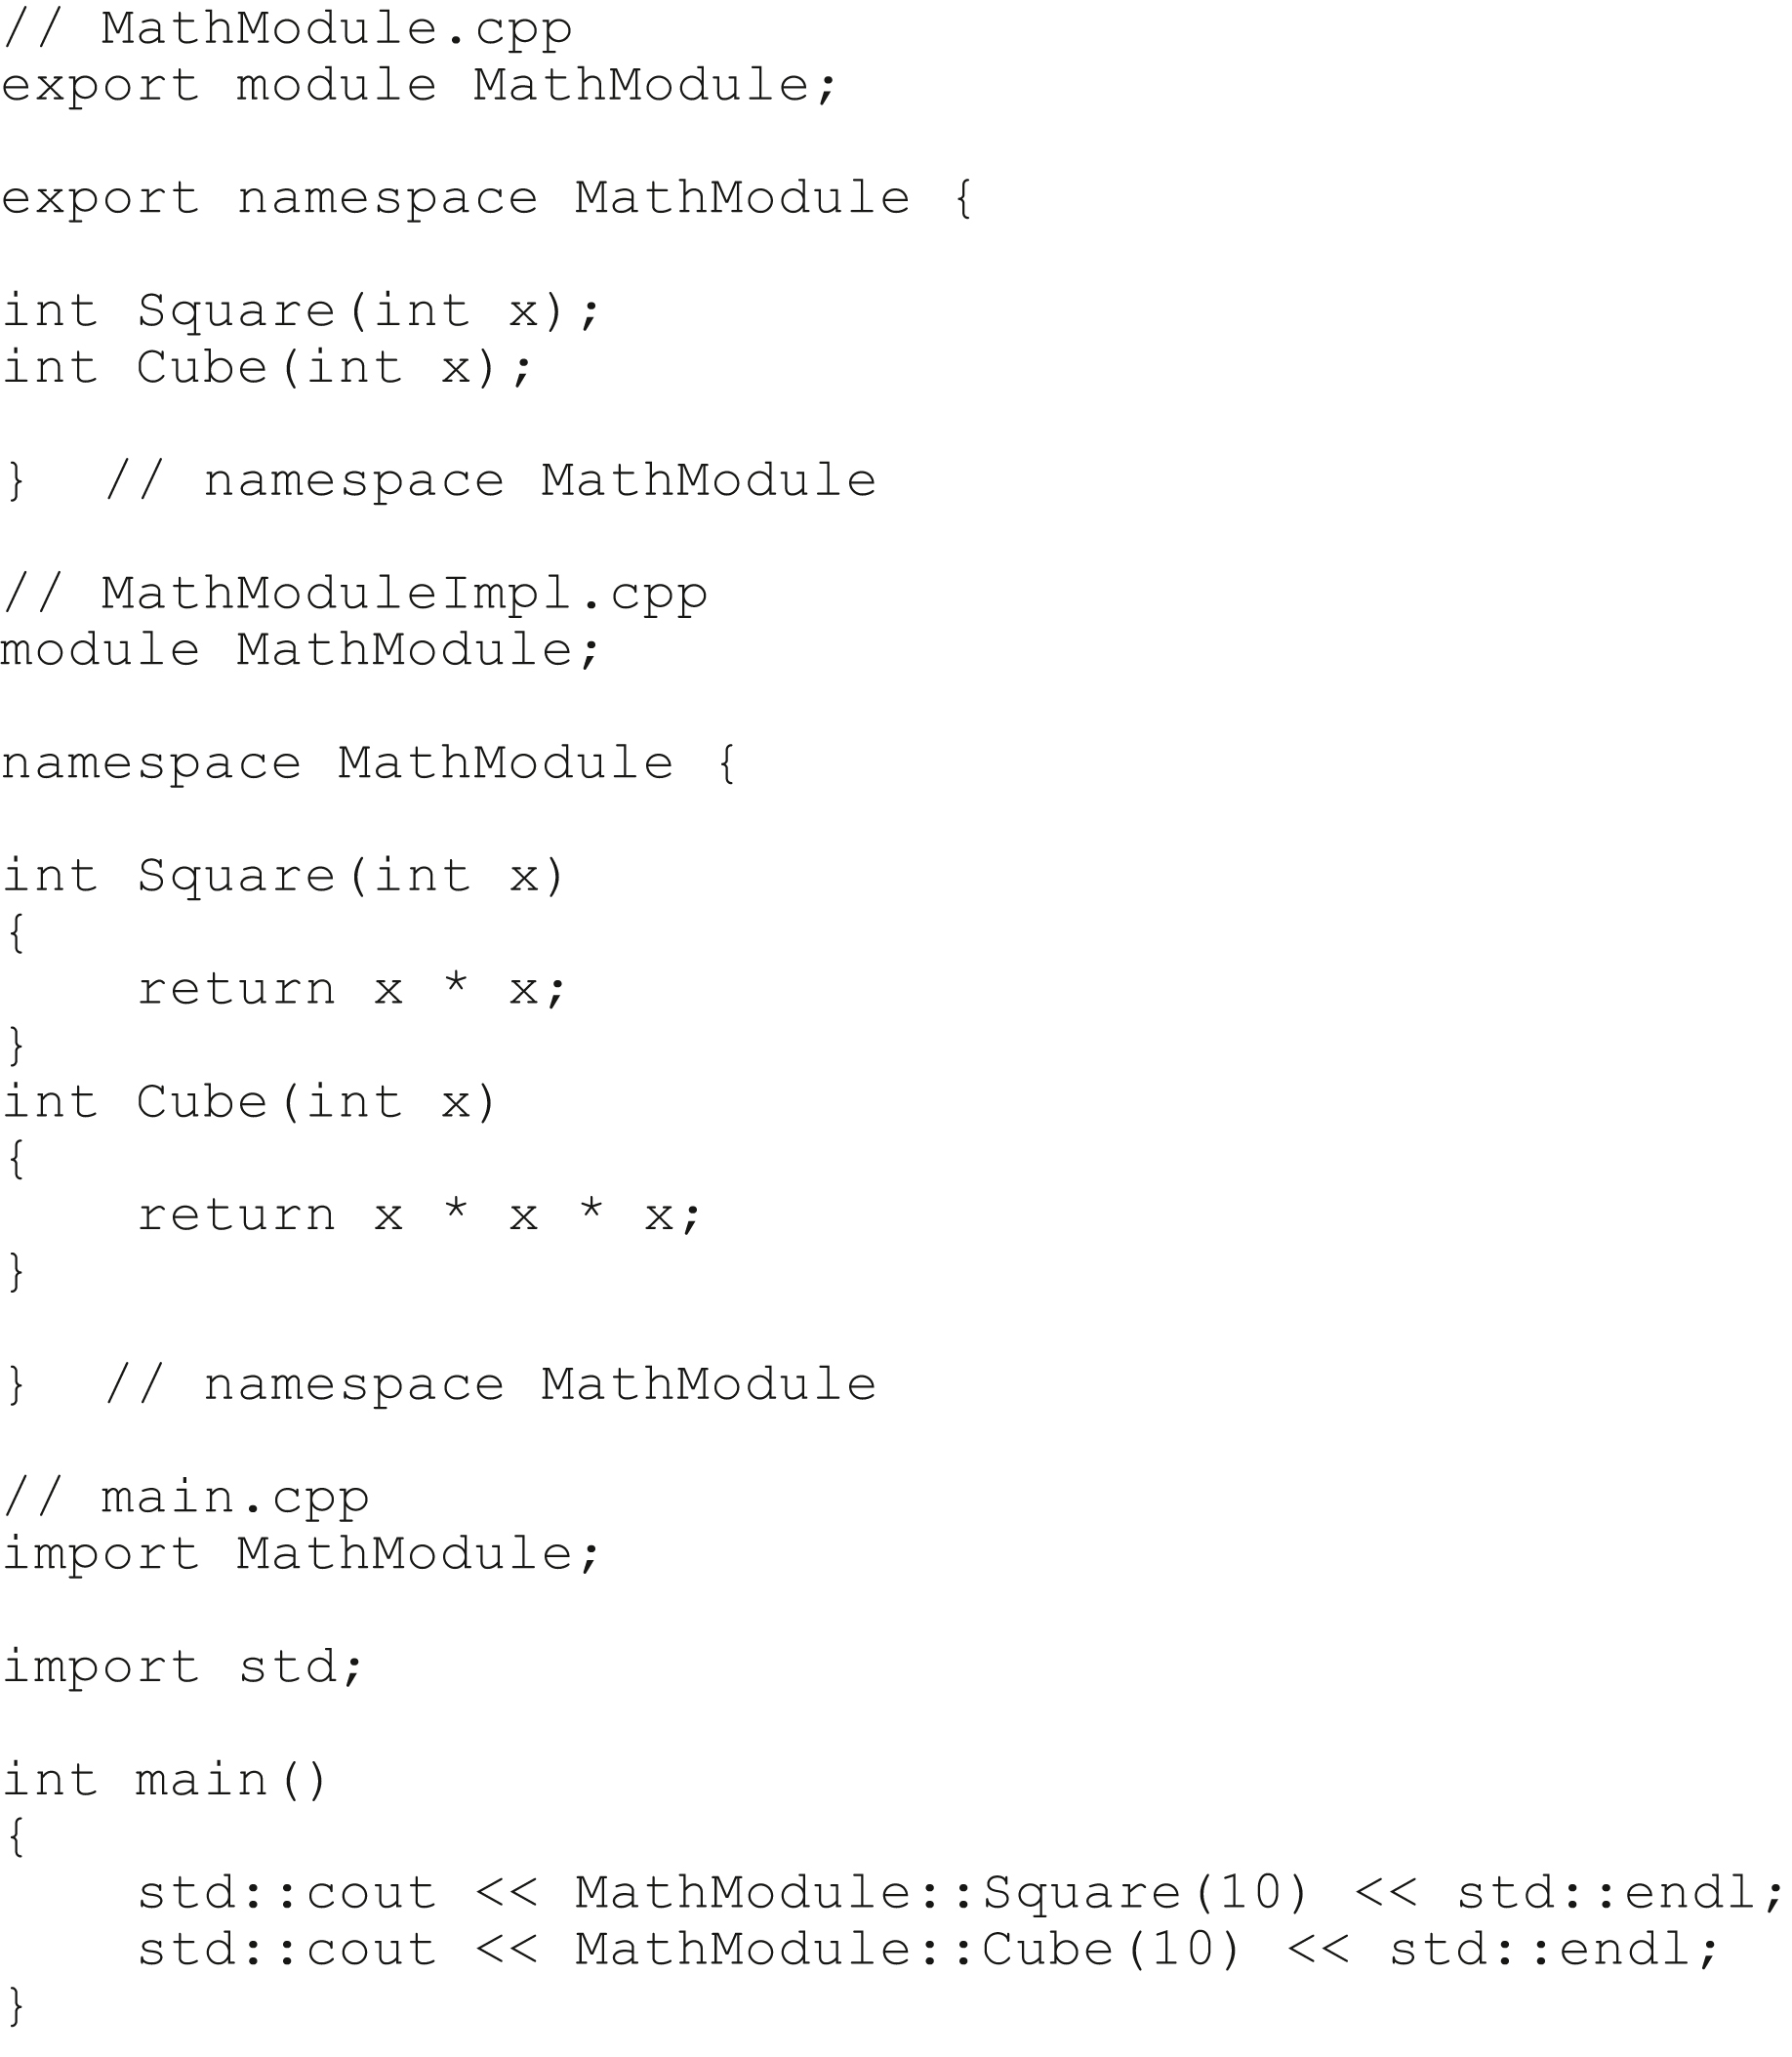 // MathModule.cpp
export module MathModule;

export namespace MathModule {

int Square(int x);
int Cube(int x);

}  // namespace MathModule

// MathModuleImpl.cpp
module MathModule;

namespace MathModule {

int Square(int x)
{
    return x * x;
}
int Cube(int x)
{
    return x * x * x;
}

}  // namespace MathModule

// main.cpp
import MathModule;

import std;

int main()
{
    std::cout << MathModule::Square(10) << std::endl;
    std::cout << MathModule::Cube(10) << std::endl;
}